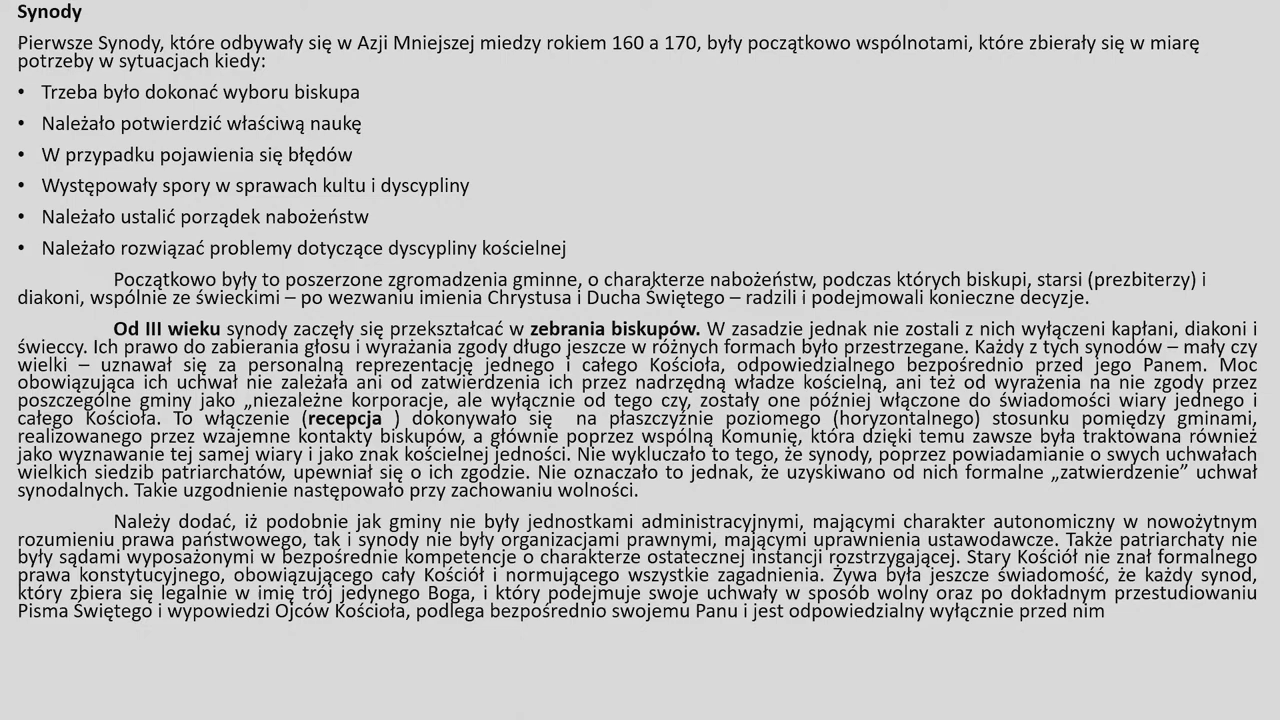 Synody
Pierwsze Synody, które odbywały się w Azji Mniejszej miedzy rokiem 160 a 170, były początkowo wspólnotami, które zbierały się w miarę
potrzeby w sytuacjach kiedy:
• Trzeba było dokonać wyboru biskupa
• Należało potwierdzić właściwą naukę
• W przypadku pojawienia się błędów
• Występowały spory w sprawach kultu i dyscypliny
• Należało ustalić porządek nabożeństw
• Należało rozwiązać problemy dotyczące dyscypliny kościelnej
Początkowo były to poszerzone zgromadzenia gminne, o charakterze nabożeństw, podczas których biskupi, starsi (prezbiterzy) i
diakoni, wspólnie ze świeckimi – po wezwaniu imienia Chrystusa i Ducha Świętego – radzili i podejmowali konieczne decyzje.
Od III wieku synody zaczęły się przekształcać w zebrania biskupów. W zasadzie jednak nie zostali z nich wyłączeni kapłani, diakoni i
świeccy. Ich prawo do zabierania głosu i wyrażania zgody długo jeszcze w różnych formach było przestrzegane. Każdy z tych synodów – mały czy
wielki – uznawał się za personalną reprezentację jednego i całego Kościoła, odpowiedzialnego bezpośrednio przed jego Panem. Moc
obowiązująca ich uchwał nie zależała ani od zatwierdzenia ich przez nadrzędną władze kościelną, ani też od wyrażenia na nie zgody przez
poszczególne gminy jako „niezależne korporacje, ale wyłącznie od tego czy, zostały one później włączone do świadomości wiary jednego i
całego Kościoła. To włączenie (recepcja ) dokonywało się na płaszczyźnie poziomego (horyzontalnego) stosunku pomiędzy gminami,
realizowanego przez wzajemne kontakty biskupów, a głównie poprzez wspólną Komunię, która dzięki temu zawsze była traktowana również
jako wyznawanie tej samej wiary i jako znak kościelnej jedności. Nie wykluczało to tego, że synody, poprzez powiadamianie o swych uchwałach
wielkich siedzib patriarchatów, upewniał się o ich zgodzie. Nie oznaczało to jednak, że uzyskiwano od nich formalne „zatwierdzenie” uchwał
synodalnych. Takie uzgodnienie następowało przy zachowaniu wolności.
Należy dodać, iż podobnie jak gminy nie były jednostkami administracyjnymi, mającymi charakter autonomiczny w nowożytnym
rozumieniu prawa państwowego, tak i synody nie były organizacjami prawnymi, mającymi uprawnienia ustawodawcze. Także patriarchaty nie
były sądami wyposażonymi w bezpośrednie kompetencje o charakterze ostatecznej instancji rozstrzygającej. Stary Kościół nie znał formalnego
prawa konstytucyjnego, obowiązującego cały Kościół i normującego wszystkie zagadnienia. Żywa była jeszcze świadomość, że każdy synod,
który zbiera się legalnie w imię trój jedynego Boga, i który podejmuje swoje uchwały w sposób wolny oraz po dokładnym przestudiowaniu
Pisma Świętego i wypowiedzi Ojców Kościoła, podlega bezpośrednio swojemu Panu i jest odpowiedzialny wyłącznie przed nim